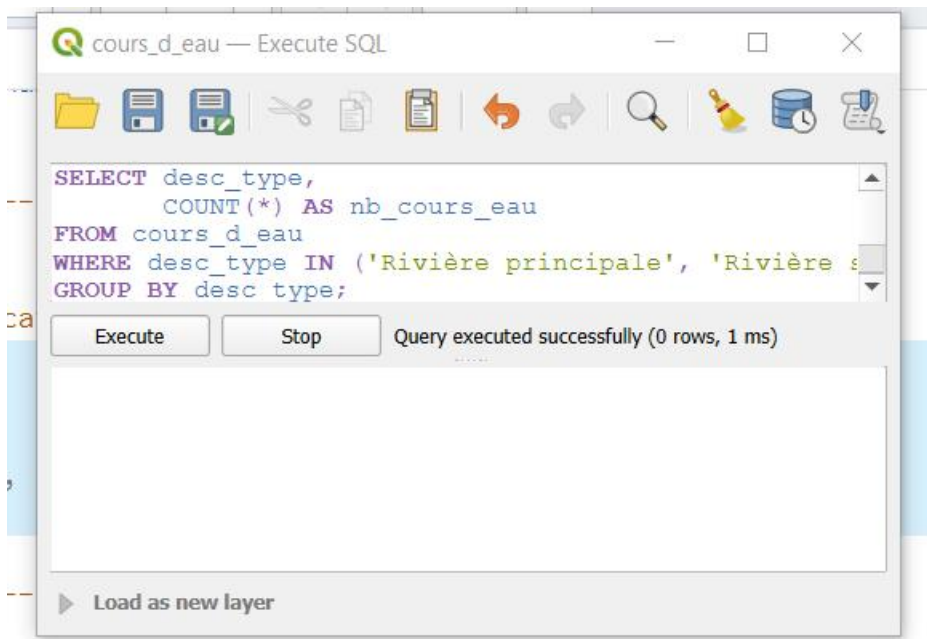 cours_d_eau — Execute SQL
SELECT desc_type,
COUNT(*) AS nb_cours_eau
FROM cours_d_eau
WHERE desc_type IN ('Rivière principale', 'Rivière s
GROUP BY desc_type;
ca
Execute Stop Query executed successfully (0 rows, 1 ms)
Load as new layer